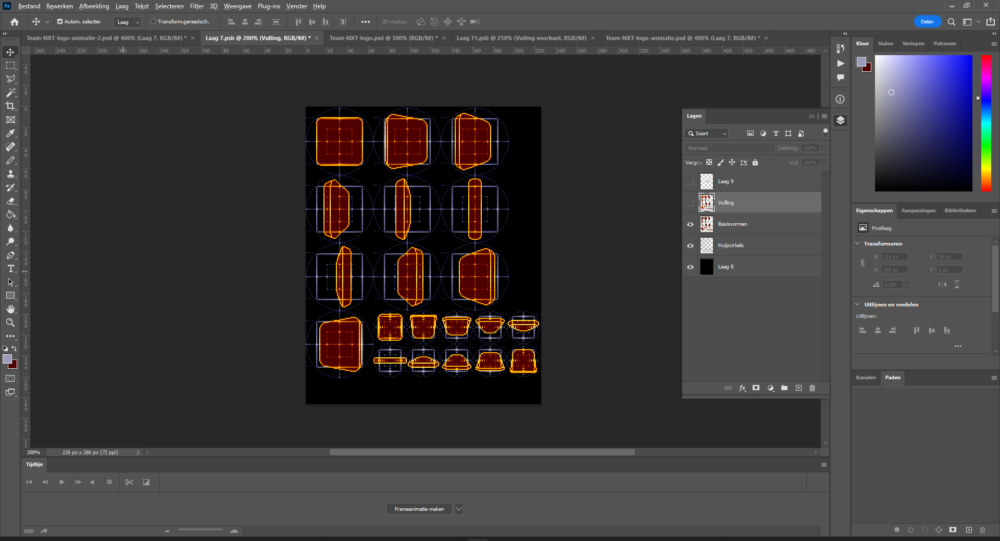 Ps Bestand Bewerken Afbeelding Laag Tekst Selecteren Filter 3D Weergave Plug-ins Venster Help
Autom. selectie: Laag Transform.gereedsch. 3D-modus: Delen
Team-NXT-logo-animatie-2.psd @ 400% (Laag 7, RGB/8#) * Laag 7.psb @ 200% (Vulling, RGB/8#) * Team-NXT-logo.psd @ 300% (RGB/8#) * Laag 71.psb @ 250% (Vulling voorkant, RGB/8#) Team-NXT-logo-animatie.psd @ 400% (Laag 7, RGB/8#) *
260 240 220 200 180 160 140 120 100 80 60 40 20 0 20 40 60 80 100 120 140 160 180 200 220 240 260 280 300 320 340 360 380 400 420 440 460 480
Kleur Stalen Verlopen Patronen
Lagen
Soort
Normaal Dekking: 100%
Vergr.: Vul: 100%
Laag 9
Vulling
Basisvormen
Hulpcirkels
Laag 8
fx
Eigenschappen Aanpassingen Bibliotheken
Pixellaag
Transformeren
B 214 px X 10 px
H 250 px Y 6 px
0,00°
Uitlijnen en verdelen
Uitlijnen:
Kanalen Paden
200% 226 px x 286 px (72 ppi)
Tijdlijn
Frameanimatie maken